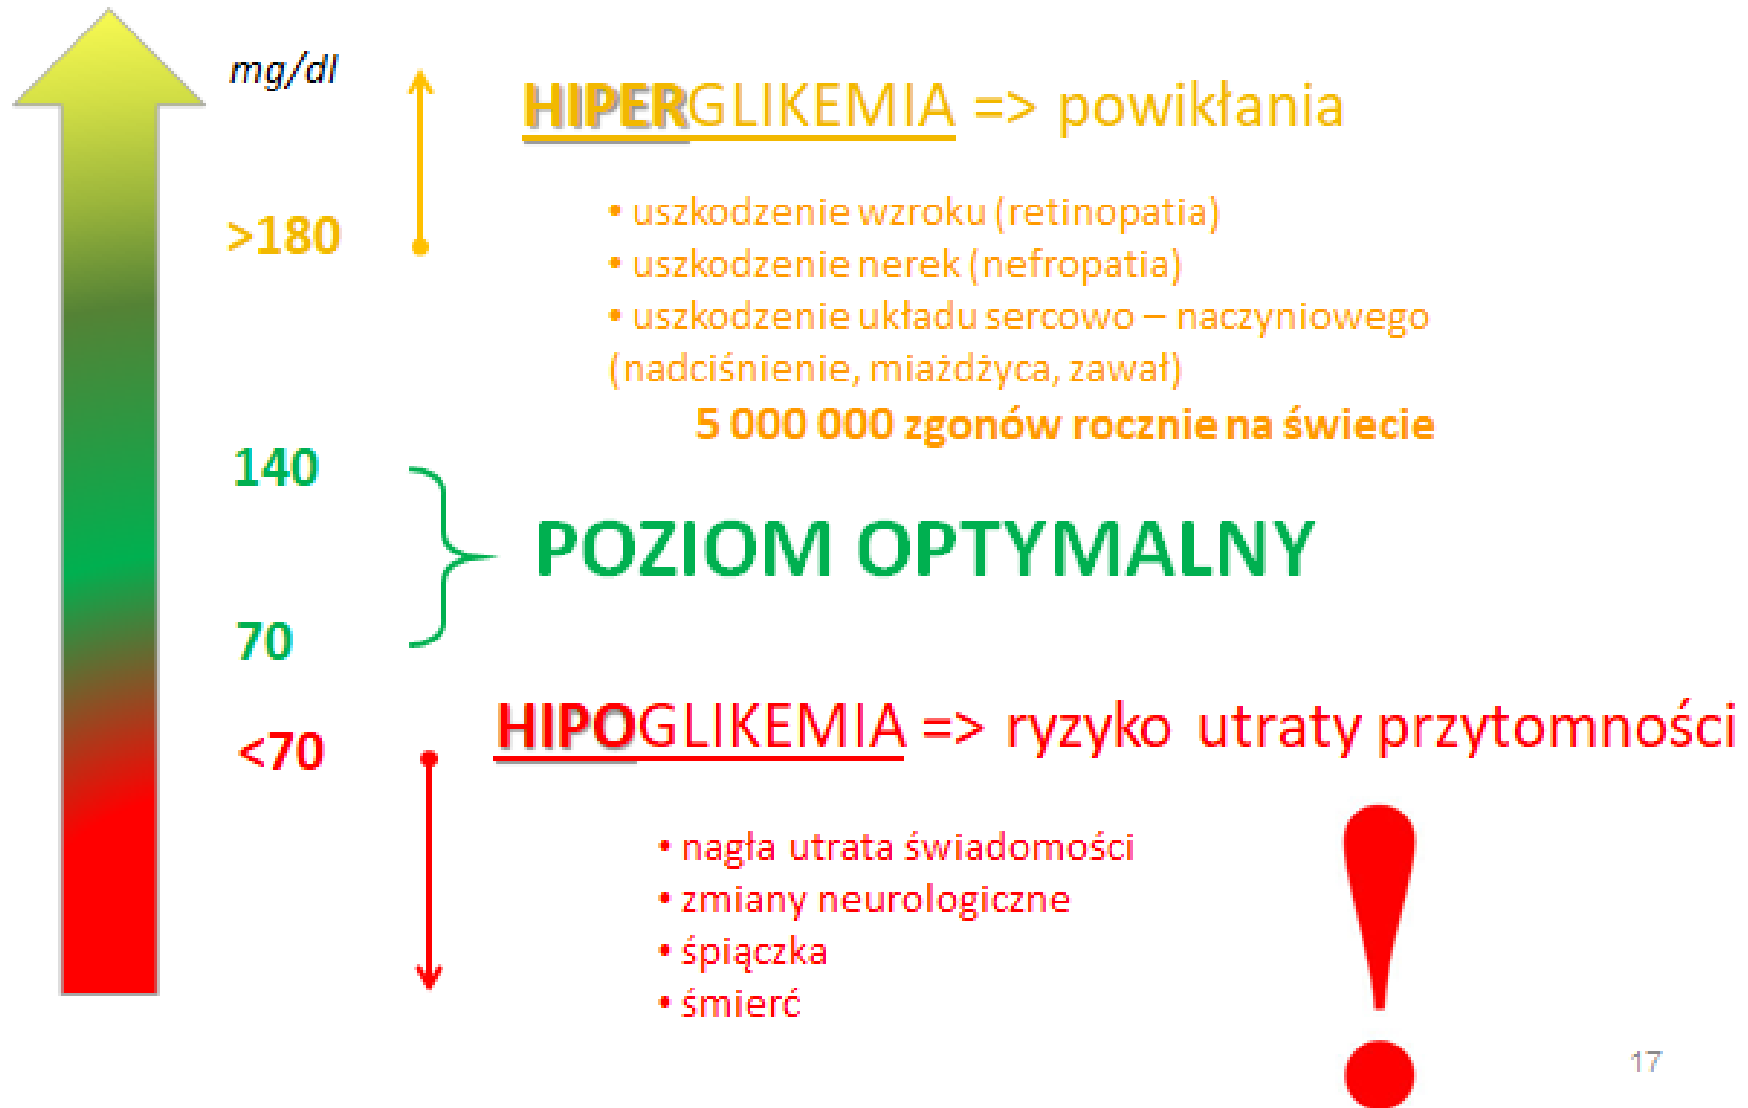 mg/dl
HIPERGLIKEMIA => powikłania
>180
• uszkodzenie wzroku (retinopatia)
• uszkodzenie nerek (nefropatia)
• uszkodzenie układu sercowo – naczyniowego
(nadciśnienie, miażdżyca, zawał)
5 000 000 zgonów rocznie na świecie
140
POZIOM OPTYMALNY
70
<70
HIPOGLIKEMIA => ryzyko utraty przytomności
• nagła utrata świadomości
• zmiany neurologiczne
• śpiączka
• śmierć
!
17